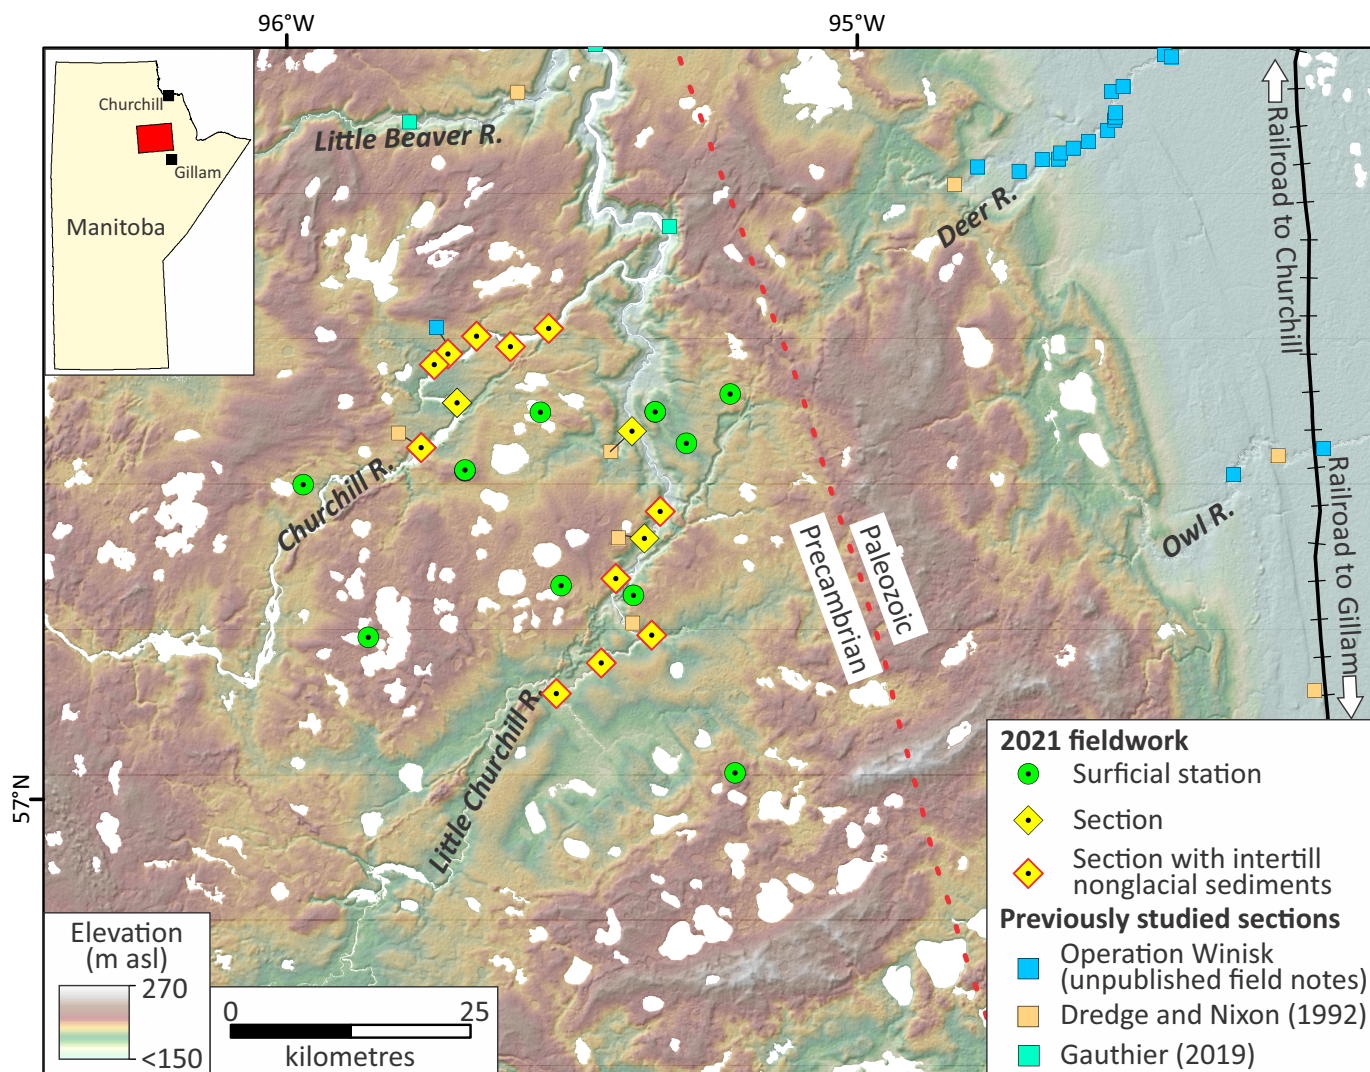 96°W
95°W
Churchill
Gillam
Manitoba
Little Beaver R.
Deer R.
Railroad to Churchill
Churchill R.
Owl R.
Railroad to Gillam
Precambrian
Paleozoic
Little Churchill R.
57°N
2021 fieldwork
Surficial station
Section
Section with intertill
nonglacial sediments
Previously studied sections
Operation Winisk
(unpublished field notes)
Dredge and Nixon (1992)
Gauthier (2019)
Elevation
(m asl)
270
<150
0
25
kilometres